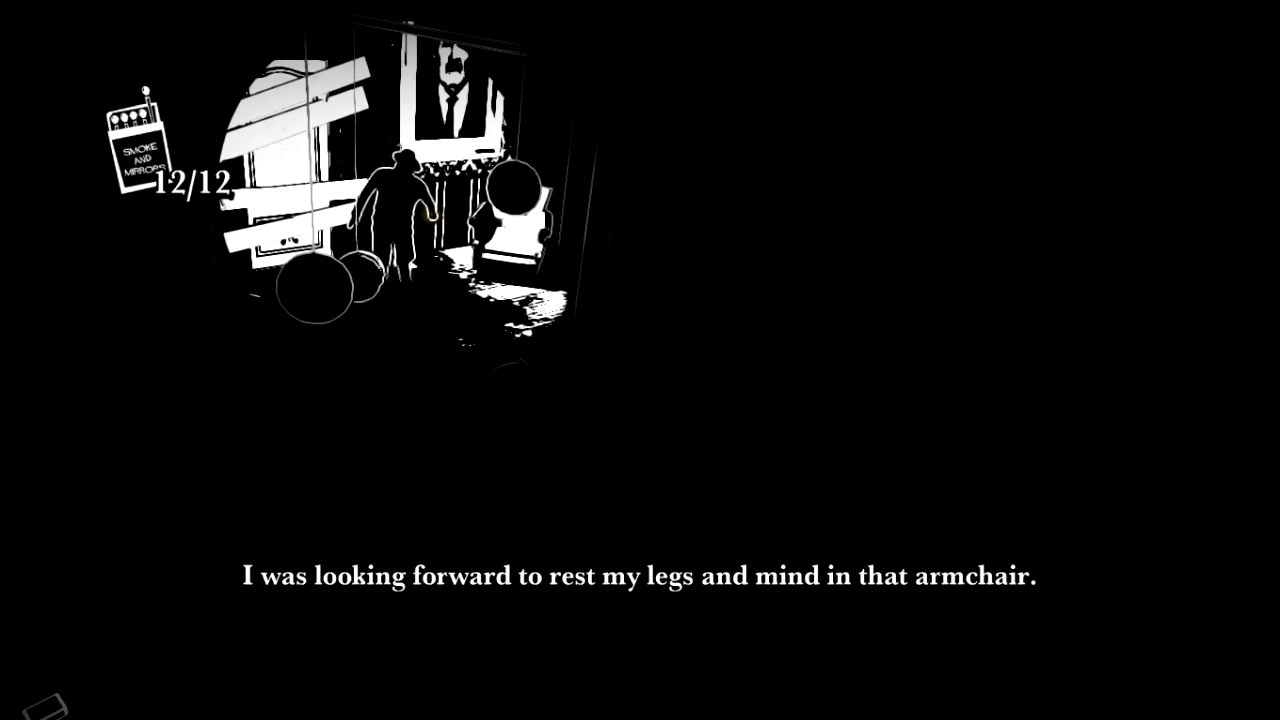 SMOKE
AND
MIRRORS
12/12
I was looking forward to rest my legs and mind in that armchair.